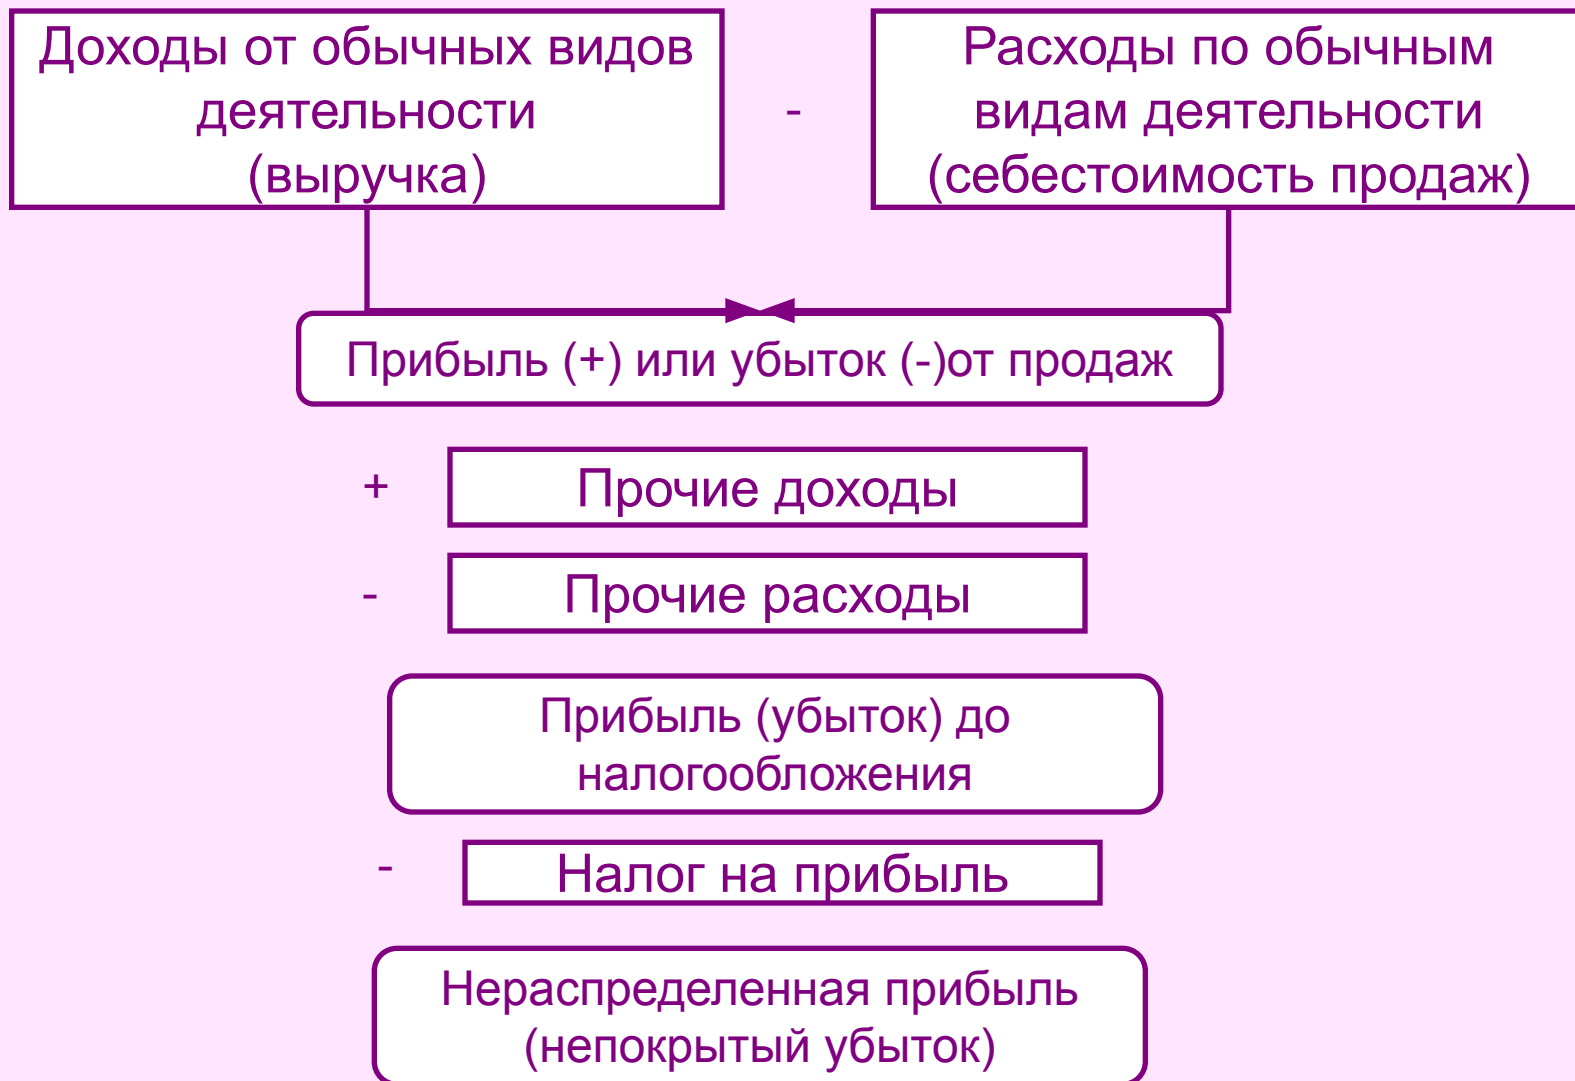 Доходы от обычных видов
деятельности
(выручка)
-
Расходы по обычным
видам деятельности
(себестоимость продаж)
Прибыль (+) или убыток (-)от продаж
+
Прочие доходы
-
Прочие расходы
Прибыль (убыток) до
налогообложения
-
Налог на прибыль
Нераспределенная прибыль
(непокрытый убыток)